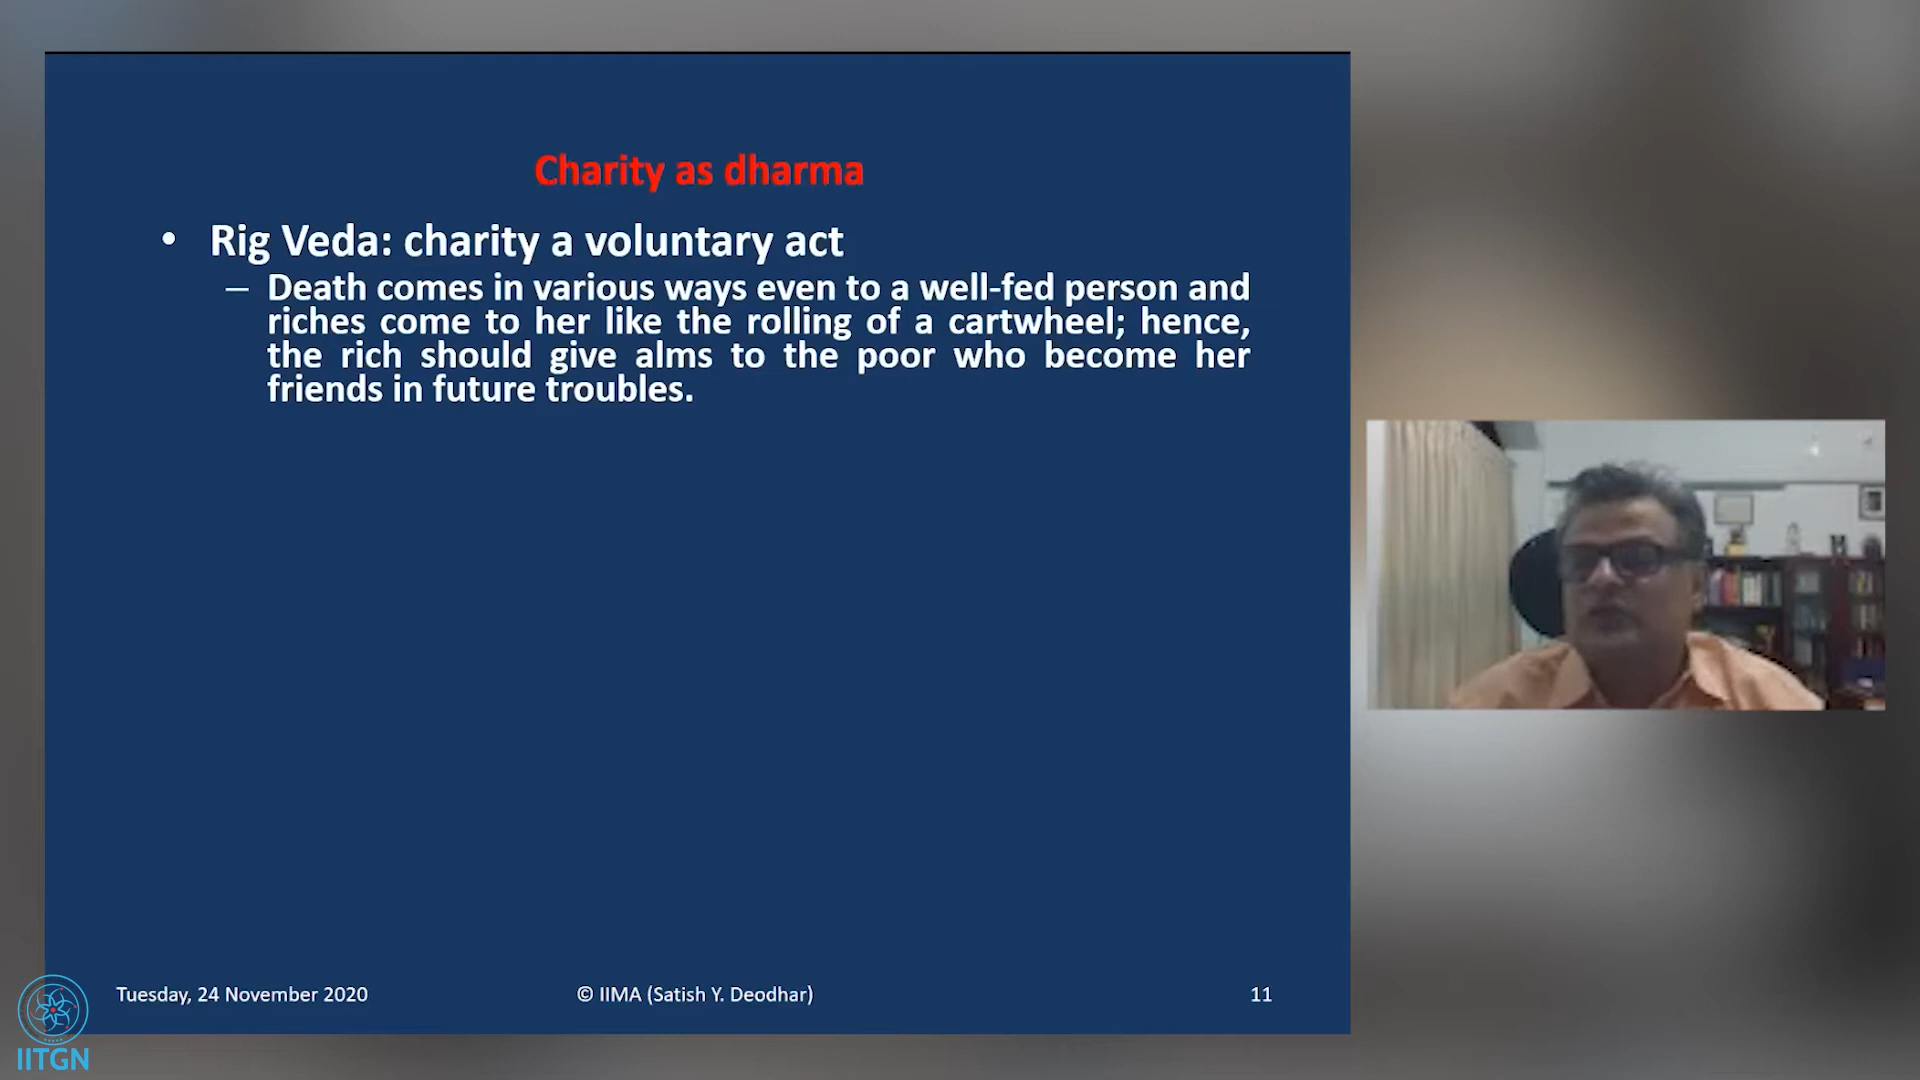 Charity as dharma
• Rig Veda: charity a voluntary act
– Death comes in various ways even to a well-fed person and
riches come to her like the rolling of a cartwheel; hence,
the rich should give alms to the poor who become her
friends in future troubles.
Tuesday, 24 November 2020
© IIMA (Satish Y. Deodhar)
11
IITGN